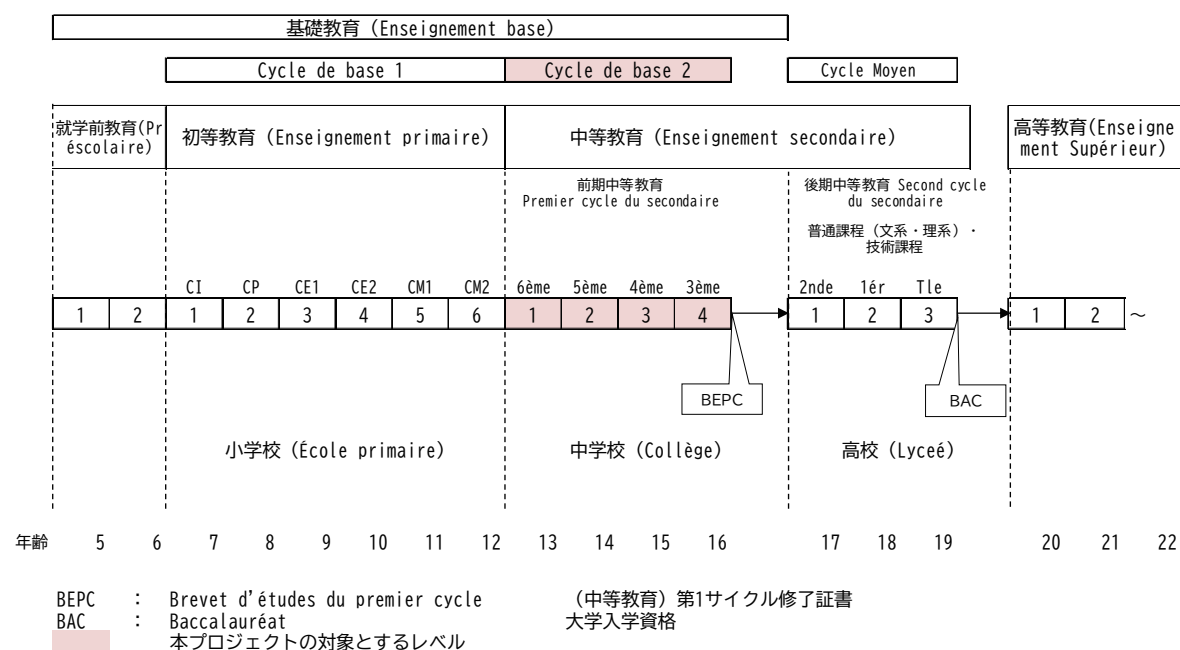 基礎教育 (Enseignement base)
Cycle de base 1 Cycle de base 2 Cycle Moyen
就学前教育(Pr
éscolaire)
初等教育 (Enseignement primaire)
中等教育 (Enseignement secondaire)
高等教育(Enseigne
ment Supérieur)
前期中等教育
Premier cycle du secondaire
後期中等教育 Second cycle
du secondaire
普通課程（文系・理系）・
技術課程
CI CP CE1 CE2 CM1 CM2 6ème 5ème 4ème 3ème 2nde 1ér Tle
1 2 1 2 3 4 5 6 1 2 3 4 1 2 3 1 2 ～
BEPC BAC
小学校 (École primaire) 中学校 (Collège) 高校 (Lyceé)
年齢 5 6 7 8 9 10 11 12 13 14 15 16 17 18 19 20 21 22
BEPC : Brevet d'études du premier cycle （中等教育）第1サイクル修了証書
BAC : Baccalauréat 大学入学資格
本プロジェクトの対象とするレベル